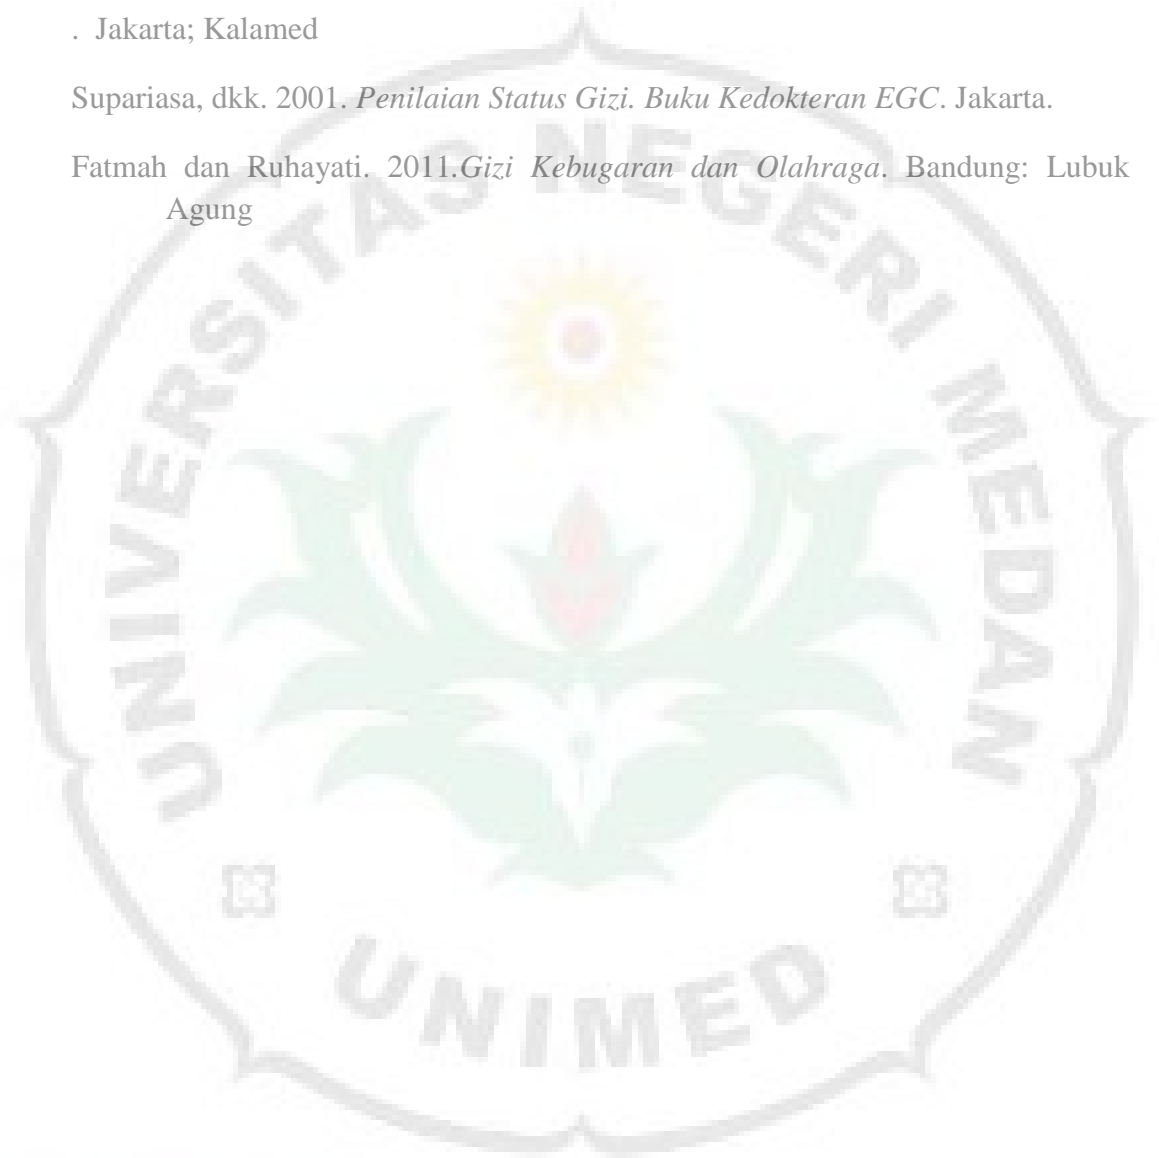 . Jakarta; Kalamed
Supariasa, dkk. 2001. Penilaian Status Gizi. Buku Kedokteran EGC. Jakarta.
Fatmah dan Ruhayati. 2011.Gizi Kebugaran dan Olahraga. Bandung: Lubuk
Agung
UNIVERSITAS NEGERI MEDAN
UNIMED